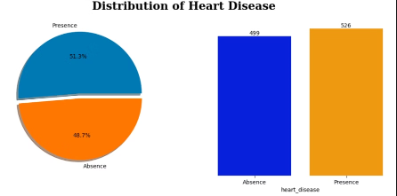 Distribution of Heart Disease
Presence
51.3%
48.7%
Absence
499
526
Absence
Presence
heart_disease